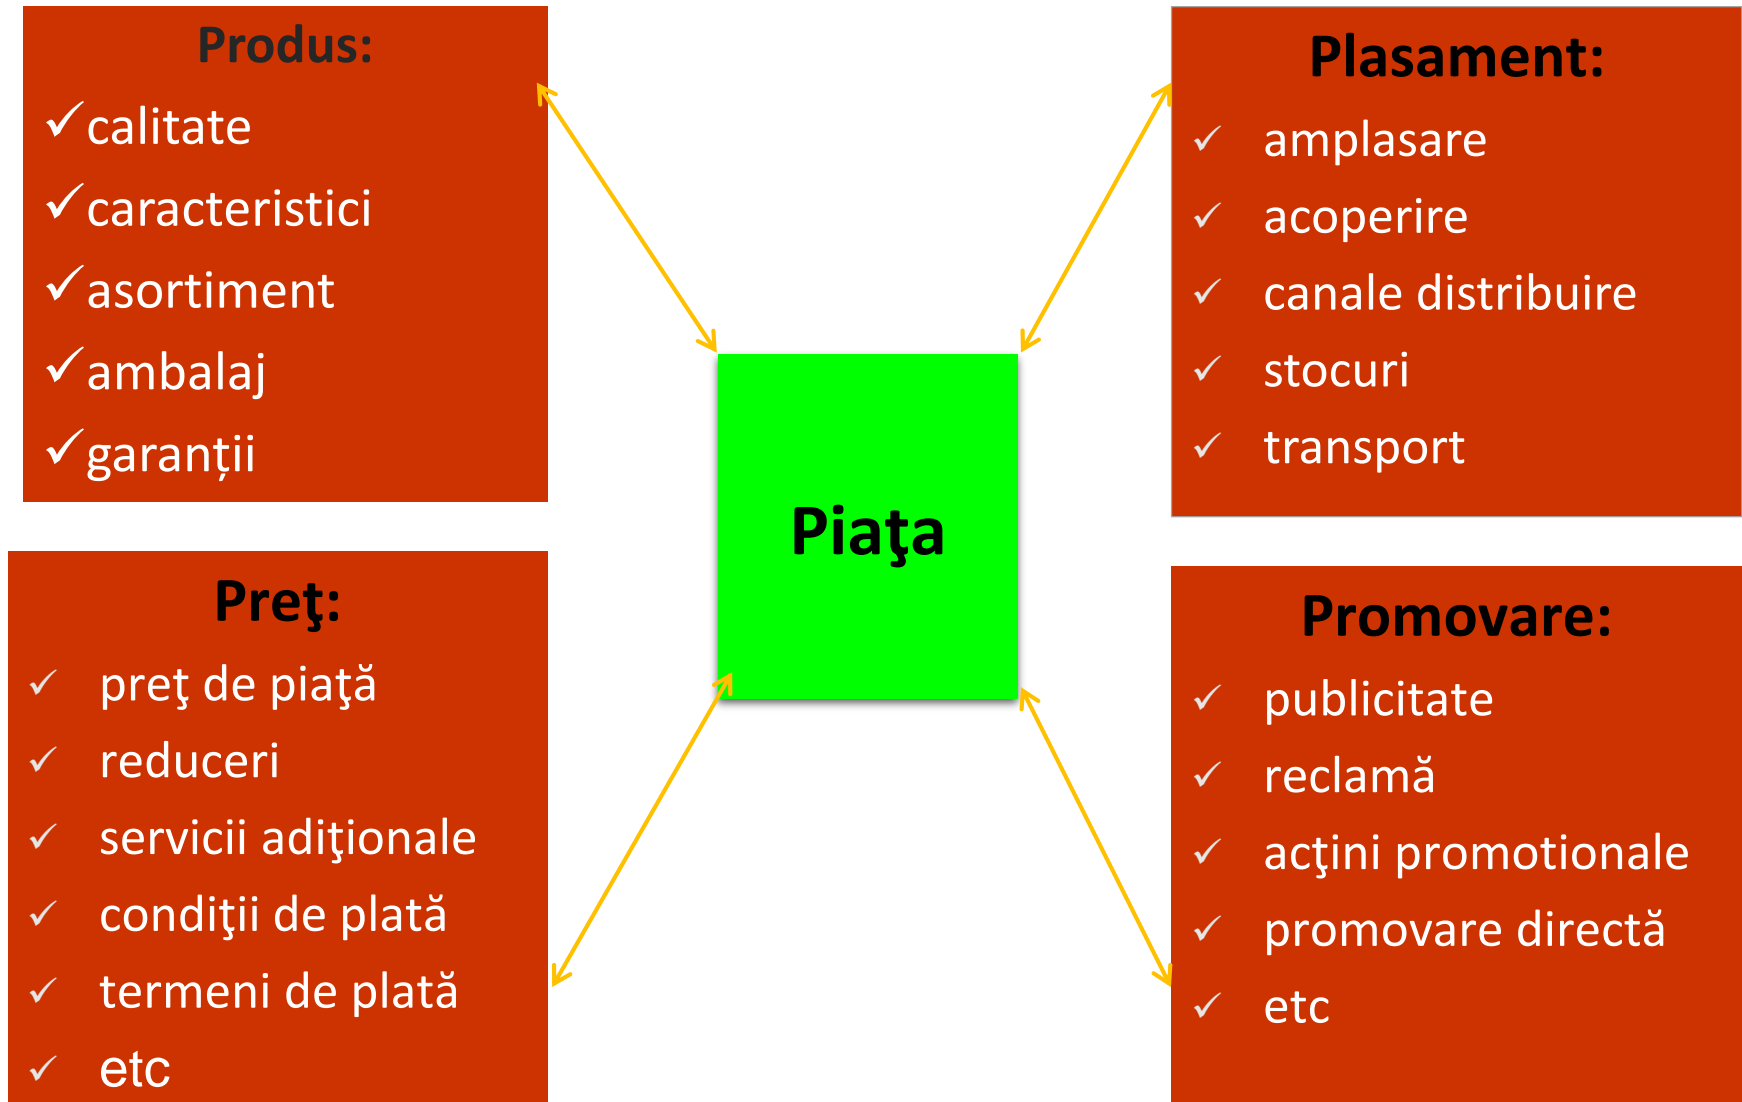 Produs:
calitate
caracteristici
asortiment
ambalaj
garanții
Plasament:
amplasare
acoperire
canale distribuire
stocuri
transport
Piaţa
Preţ:
preţ de piaţă
reduceri
servicii adiţionale
condiţii de plată
termeni de plată
etc
Promovare:
publicitate
reclamă
acţini promotionale
promovare directă
etc